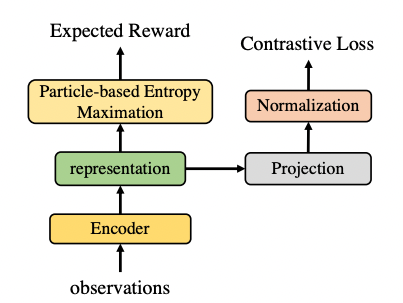 Expected Reward
Contrastive Loss
Particle-based Entropy
Maximation
Normalization
representation
Projection
Encoder
observations